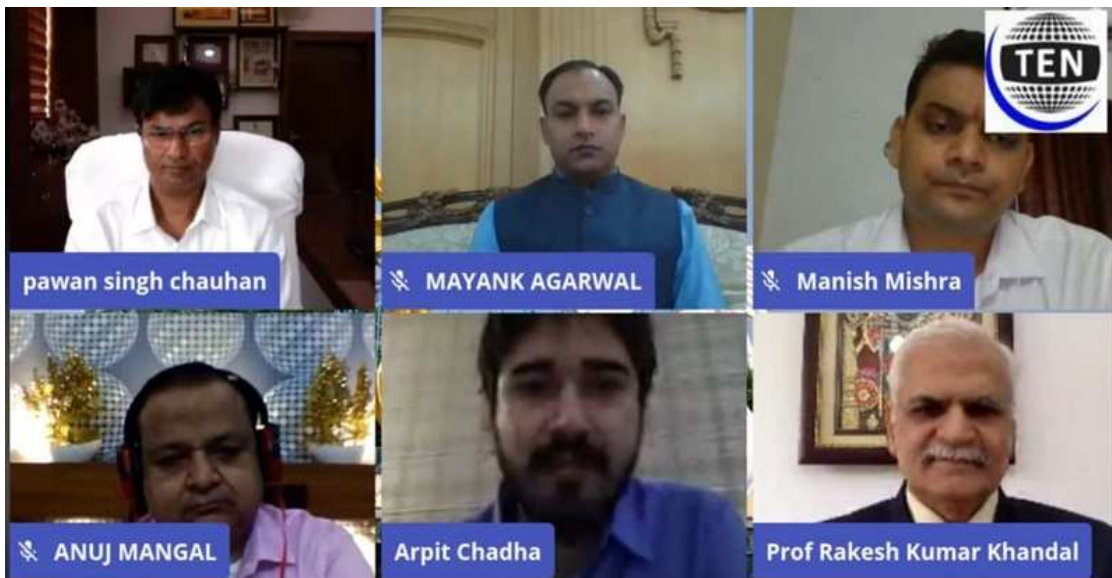 TEN
pawan singh chauhan
MAYANK AGARWAL
Manish Mishra
ANUJ MANGAL
Arpit Chadha
Prof Rakesh Kumar Khandal